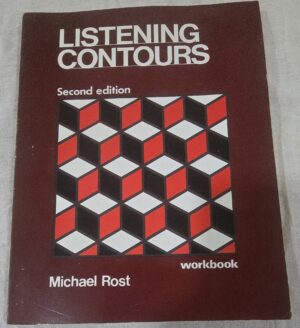 LISTENING
CONTOURS
Second edition
workbook
Michael Rost